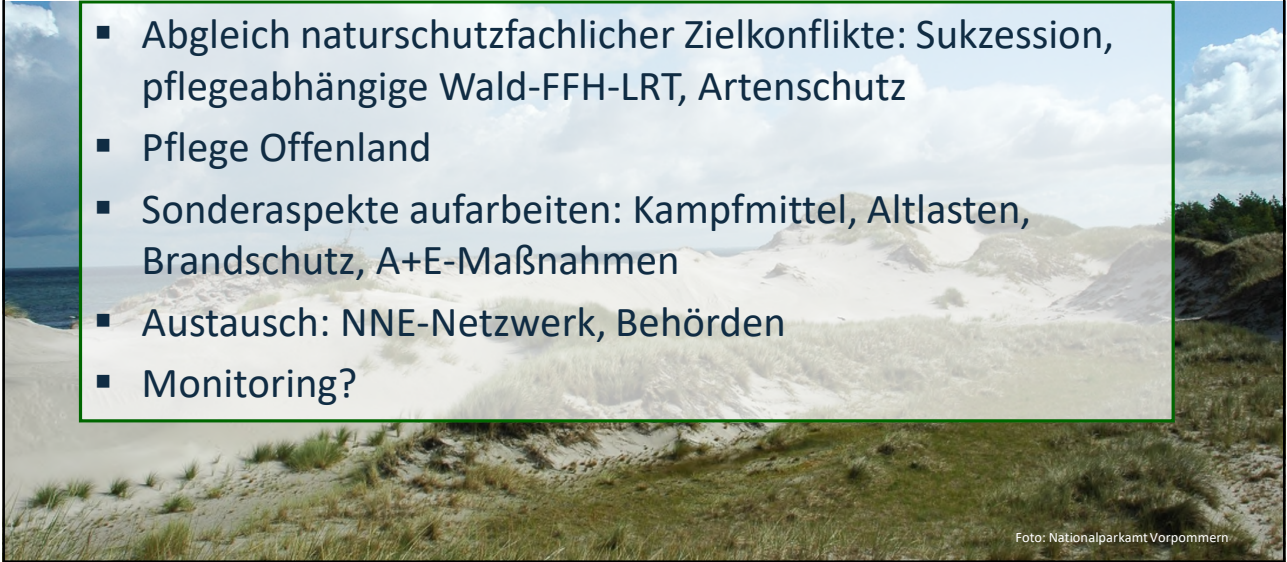 ▪ Abgleich naturschutzfachlicher Zielkonflikte: Sukzession,
pflegeabhängige Wald-FFH-LRT, Artenschutz
▪ Pflege Offenland
▪ Sonderaspekte aufarbeiten: Kampfmittel, Altlasten,
Brandschutz, A+E-Maßnahmen
▪ Austausch: NNE-Netzwerk, Behörden
▪ Monitoring?
Foto: Nationalparkamt Vorpommern